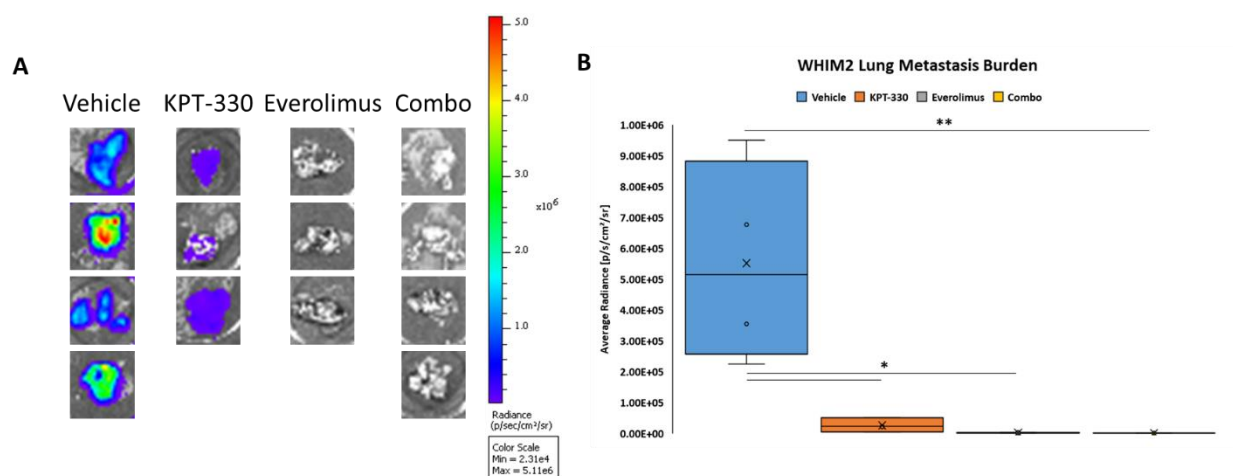 A
Vehicle KPT-330 Everolimus Combo
5.0
4.0
3.0
x10⁶
2.0
1.0
Radiance
(p/sec/cm²/sr)
Color Scale
Min = 2.31e4
Max = 5.11e6
B
WHIM2 Lung Metastasis Burden
Vehicle KPT-330 Everolimus Combo
Average Radiance [p/s/cm²/sr]
1.00E+06
9.00E+05
8.00E+05
7.00E+05
6.00E+05
5.00E+05
4.00E+05
3.00E+05
2.00E+05
1.00E+05
0.00E+00
**
*